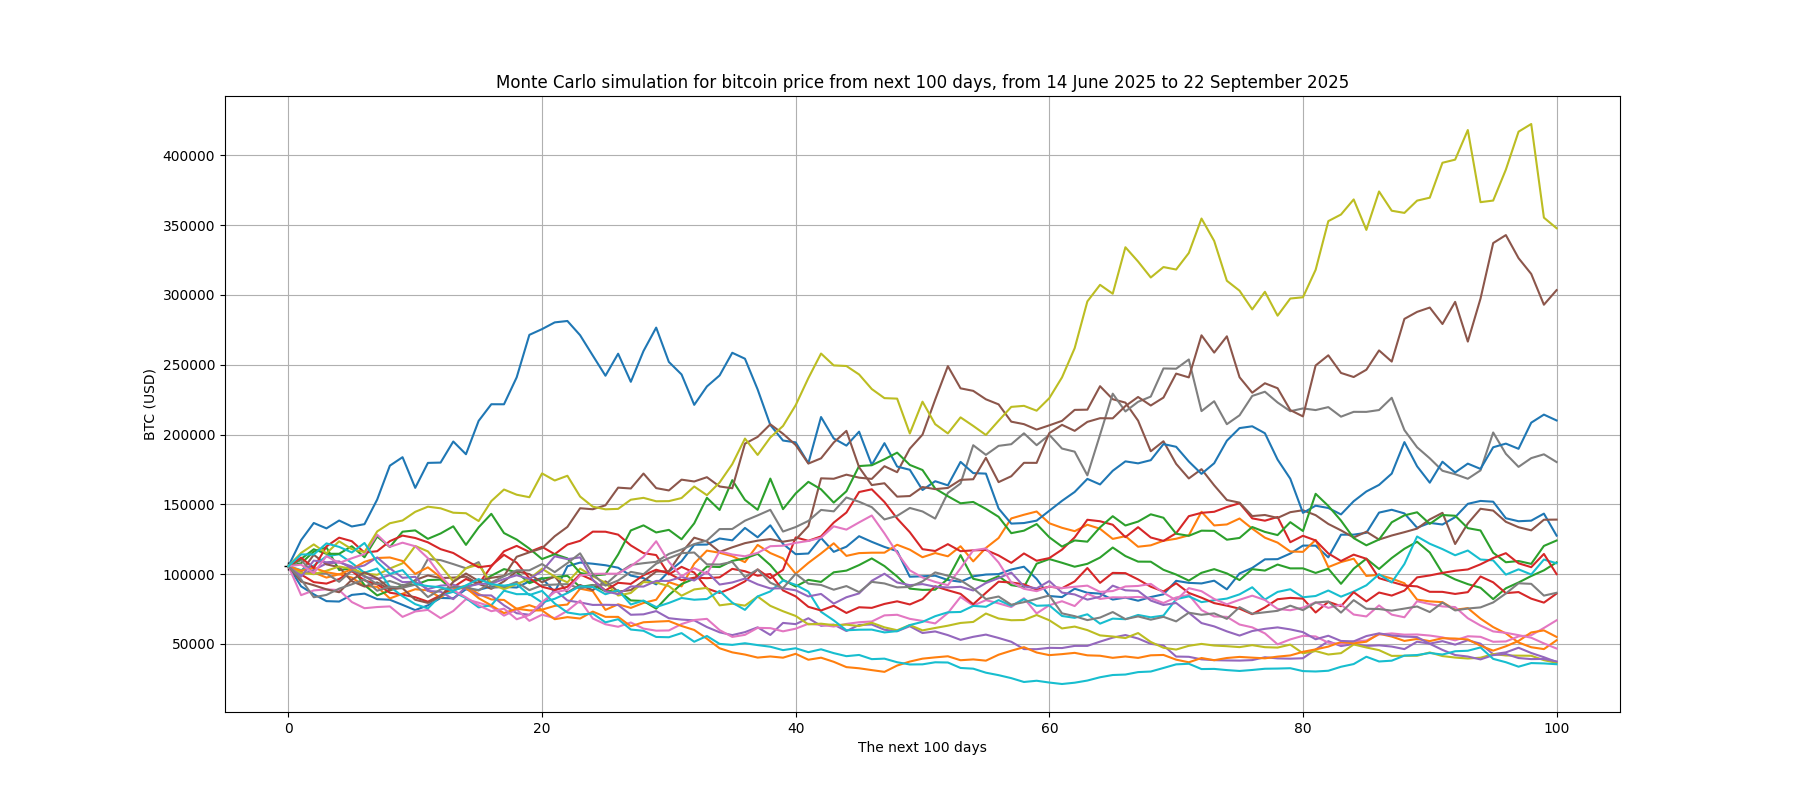 Monte Carlo simulation for bitcoin price from next 100 days, from 14 June 2025 to 22 September 2025
400000
350000
300000
250000
200000
150000
100000
50000
BTC (USD)
0 20 40 60 80 100
The next 100 days